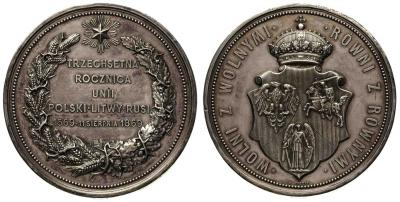 TRZECHSETNA
ROCZNICA
UNII
POLSKI-LITWY-RUSI
1569-11 SIERPNIA-1869
WOLNI Z WOLNYMI · RÓWNI Z RÓWNYMI ·